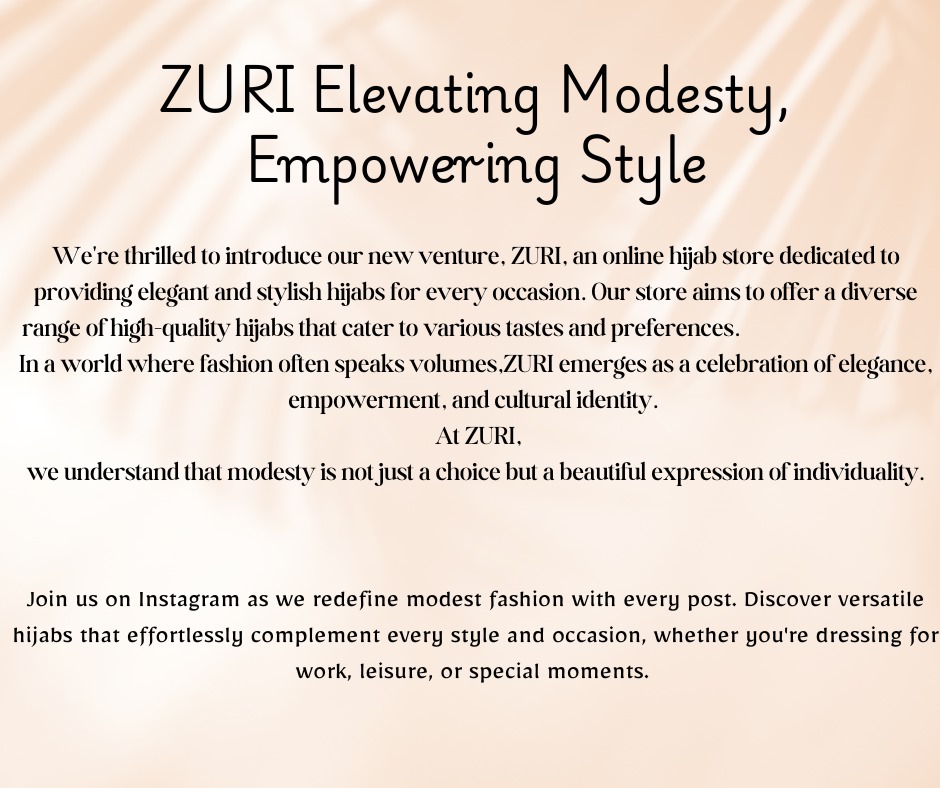 ZURI Elevating Modesty,
Empowering Style
We're thrilled to introduce our new venture, ZURI, an online hijab store dedicated to
providing elegant and stylish hijabs for every occasion. Our store aims to offer a diverse
range of high-quality hijabs that cater to various tastes and preferences.
In a world where fashion often speaks volumes,ZURI emerges as a celebration of elegance,
empowerment, and cultural identity.
At ZURI,
we understand that modesty is not just a choice but a beautiful expression of individuality.
Join us on Instagram as we redefine modest fashion with every post. Discover versatile
hijabs that effortlessly complement every style and occasion, whether you're dressing for
work, leisure, or special moments.